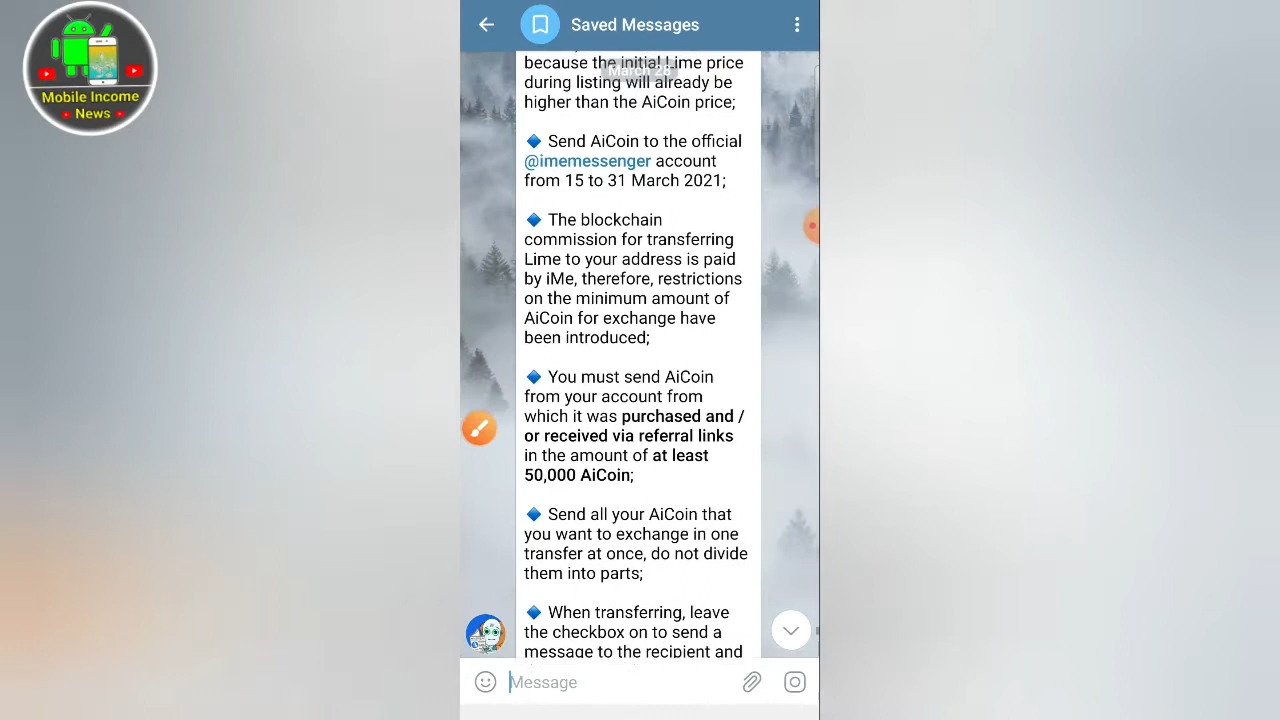 Mobile Income
News
Saved Messages
because the initial Lime price
March 28
during listing will already be
higher than the AiCoin price;
Send AiCoin to the official
@imemessenger account
from 15 to 31 March 2021;
The blockchain
commission for transferring
Lime to your address is paid
by iMe, therefore, restrictions
on the minimum amount of
AiCoin for exchange have
been introduced;
You must send AiCoin
from your account from
which it was purchased and /
or received via referral links
in the amount of at least
50,000 AiCoin;
Send all your AiCoin that
you want to exchange in one
transfer at once, do not divide
them into parts;
When transferring, leave
the checkbox on to send a
message to the recipient and
Message